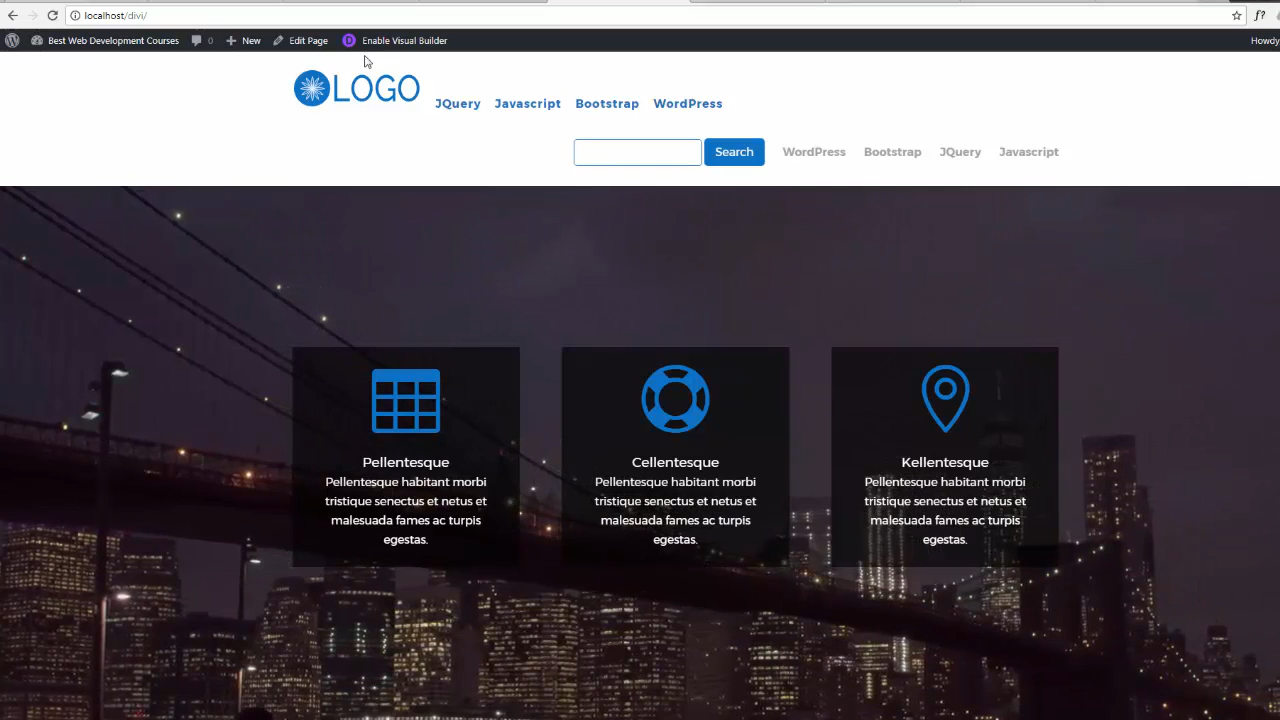 localhost/divi/
f?
Best Web Development Courses 0 New Edit Page D Enable Visual Builder Howdy
LOGO
JQuery Javascript Bootstrap WordPress
Search WordPress Bootstrap JQuery Javascript
Pellentesque
Pellentesque habitant morbi
tristique senectus et netus et
malesuada fames ac turpis
egestas.
Cellentesque
Pellentesque habitant morbi
tristique senectus et netus et
malesuada fames ac turpis
egestas.
Kellentesque
Pellentesque habitant morbi
tristique senectus et netus et
malesuada fames ac turpis
egestas.